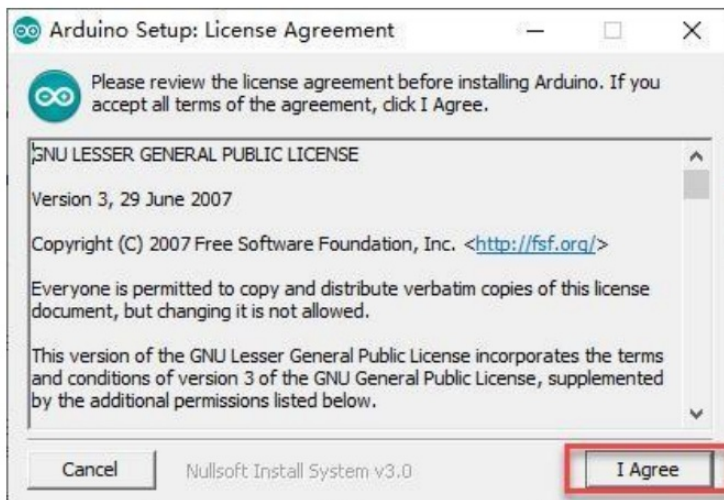 Arduino Setup: License Agreement
Please review the license agreement before installing Arduino. If you
accept all terms of the agreement, click I Agree.
GNU LESSER GENERAL PUBLIC LICENSE
Version 3, 29 June 2007
Copyright (C) 2007 Free Software Foundation, Inc. <http://fsf.org/>
Everyone is permitted to copy and distribute verbatim copies of this license
document, but changing it is not allowed.
This version of the GNU Lesser General Public License incorporates the terms
and conditions of version 3 of the GNU General Public License, supplemented
by the additional permissions listed below.
Cancel
Nullsoft Install System v3.0
I Agree